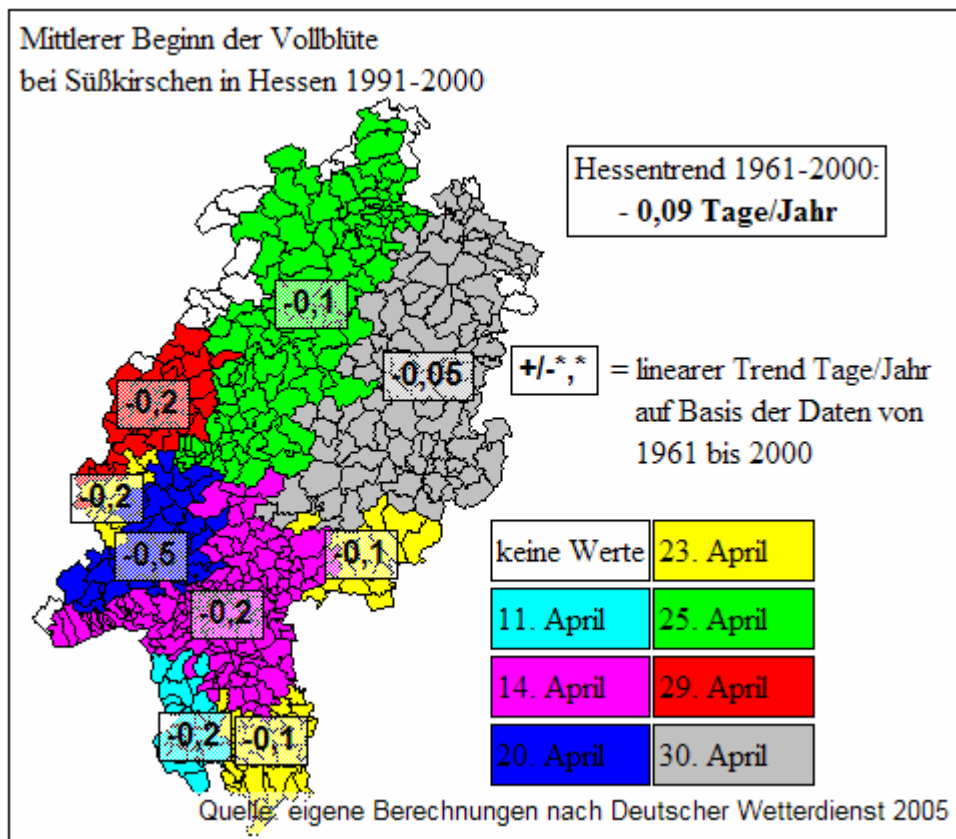 Mittlerer Beginn der Vollblüte
bei Süßkirschen in Hessen 1991-2000
Hessentrend 1961-2000:
- 0,09 Tage/Jahr
-0,1
-0,05
+/-*,*
= linearer Trend Tage/Jahr
auf Basis der Daten von
1961 bis 2000
-0,2
-0,2
-0,5
-0,1
-0,2
-0,2
-0,1
keine Werte
23. April
11. April
25. April
14. April
29. April
20. April
30. April
Quelle: eigene Berechnungen nach Deutscher Wetterdienst 2005